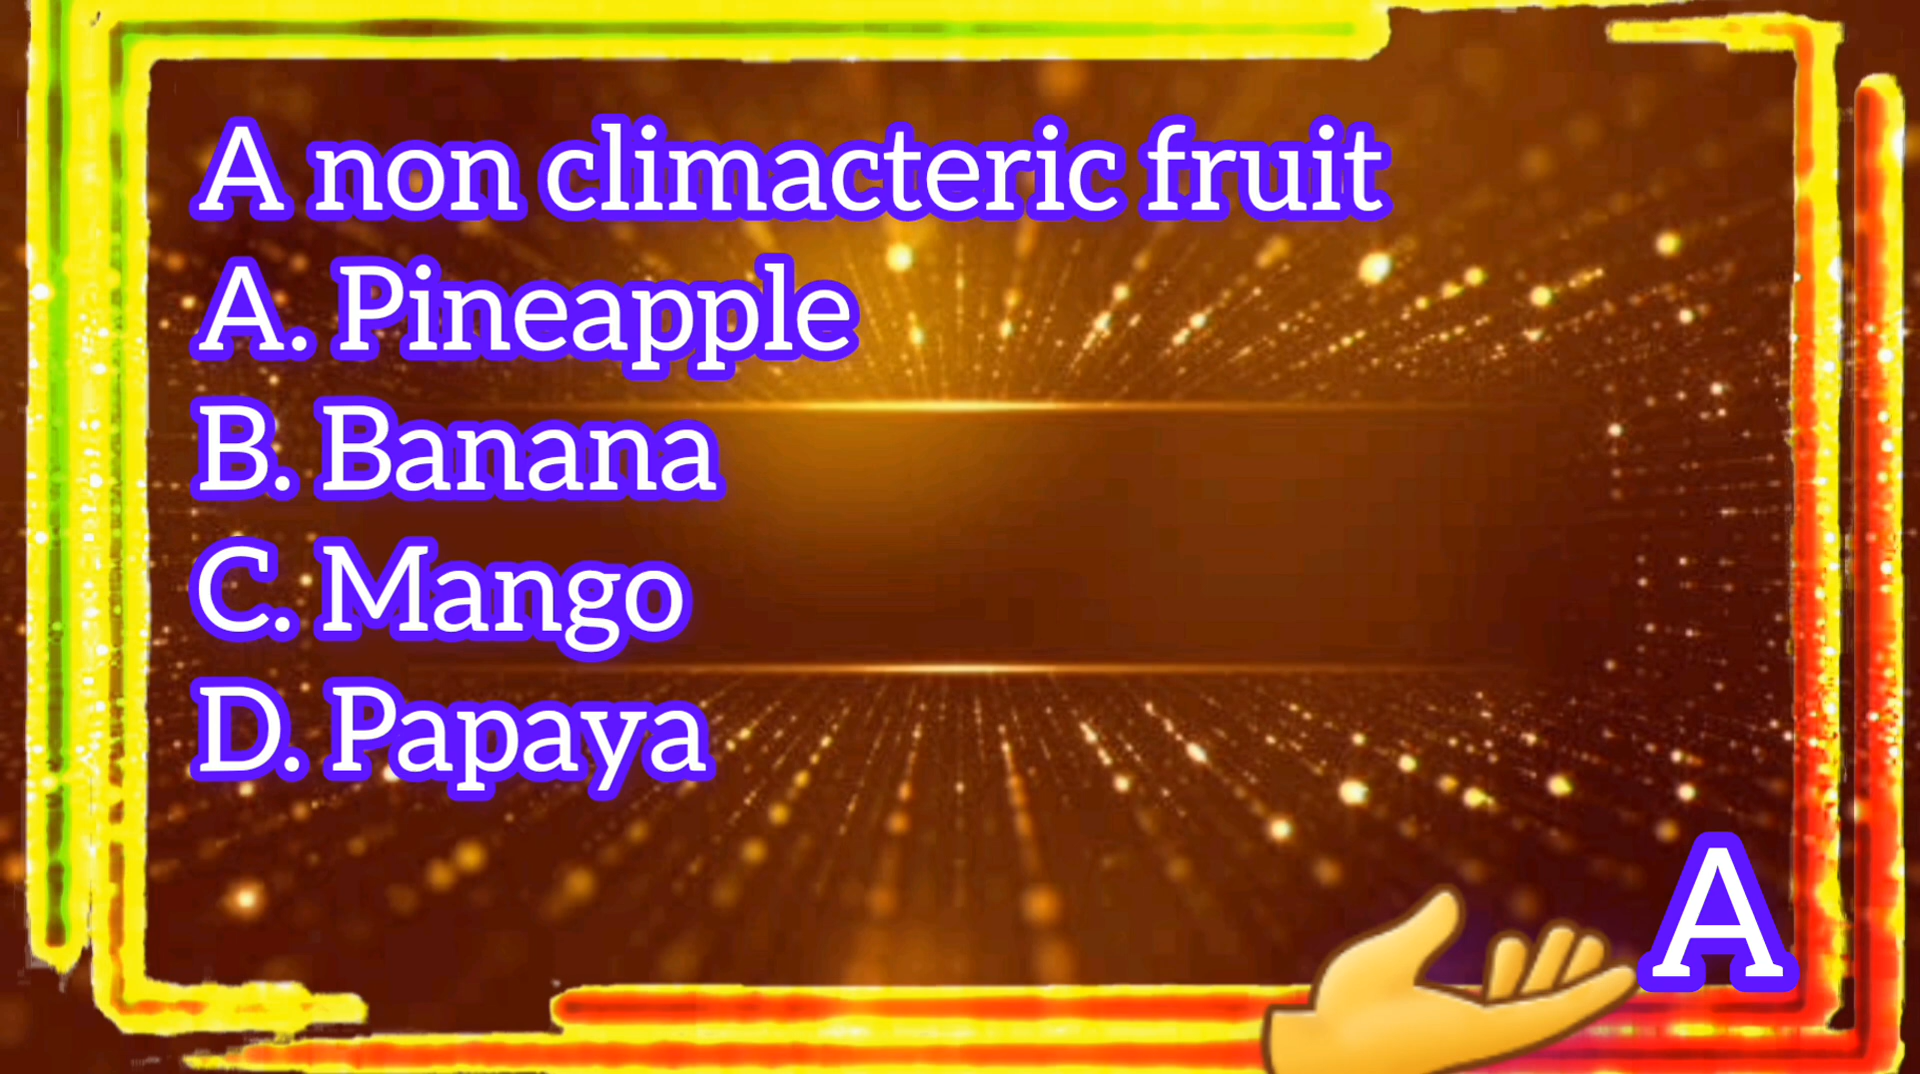 A non climacteric fruit
A. Pineapple
B. Banana
C. Mango
D. Papaya
A